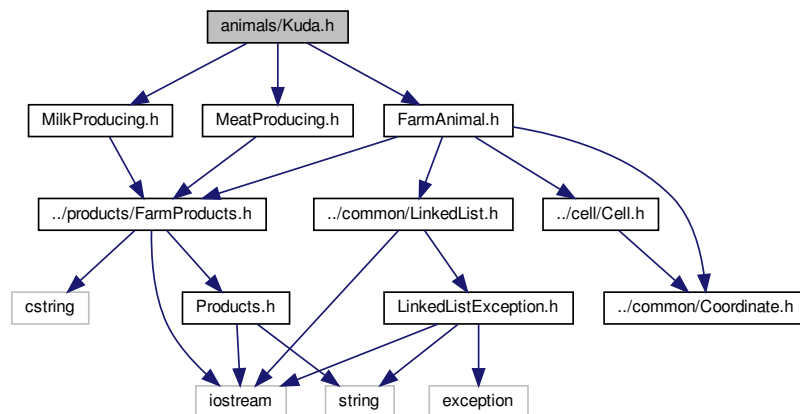 animals/Kuda.h
MilkProducing.h
MeatProducing.h
FarmAnimal.h
../products/FarmProducts.h
../common/LinkedList.h
../cell/Cell.h
cstring
Products.h
LinkedListException.h
../common/Coordinate.h
iostream
string
exception